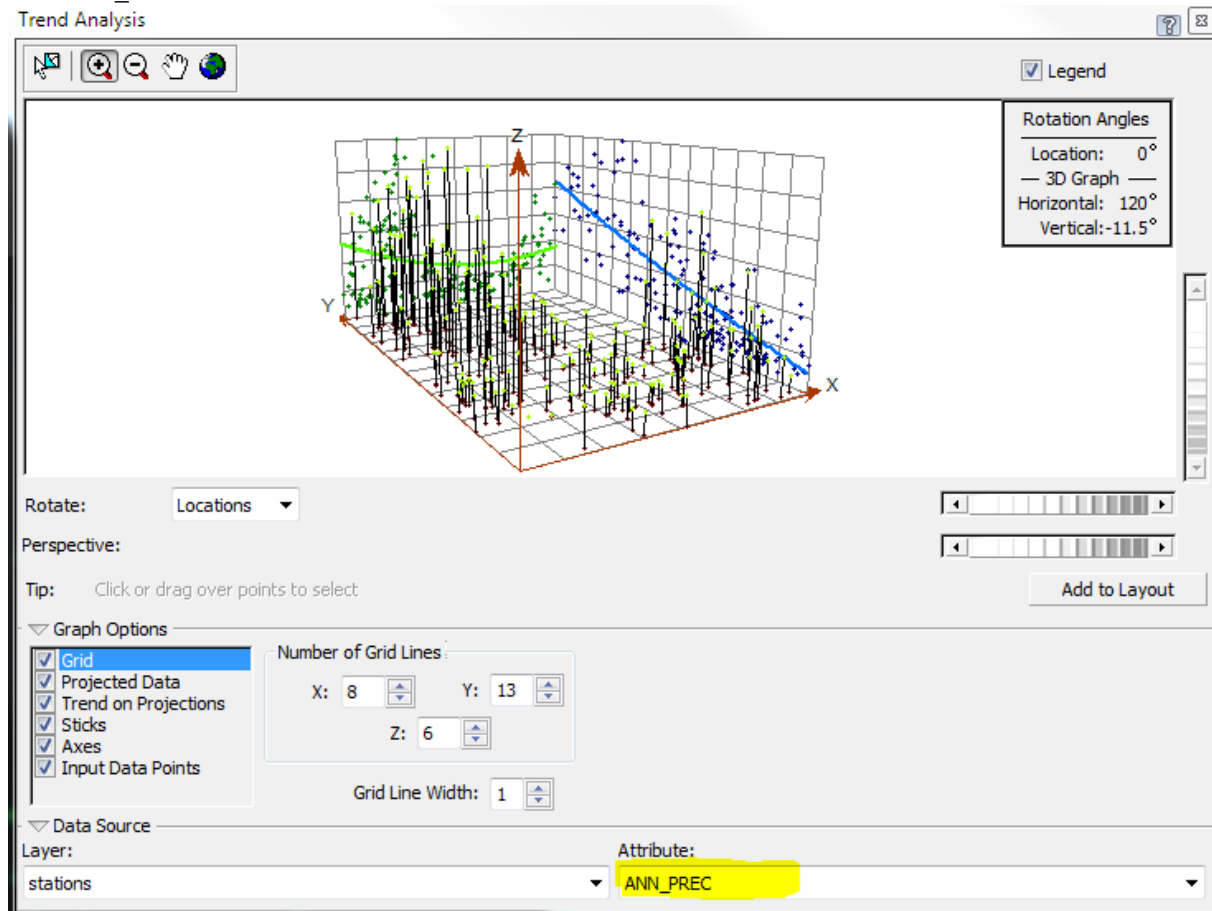 Trend Analysis
Legend
Rotation Angles
Location: 0°
3D Graph
Horizontal: 120°
Vertical:-11.5°
Z
Y
X
Rotate: Locations
Perspective:
Tip: Click or drag over points to select
Add to Layout
Graph Options
Grid
Projected Data
Trend on Projections
Sticks
Axes
Input Data Points
Number of Grid Lines
X: 8 Y: 13
Z: 6
Grid Line Width: 1
Data Source
Layer: Attribute:
stations ANN_PREC